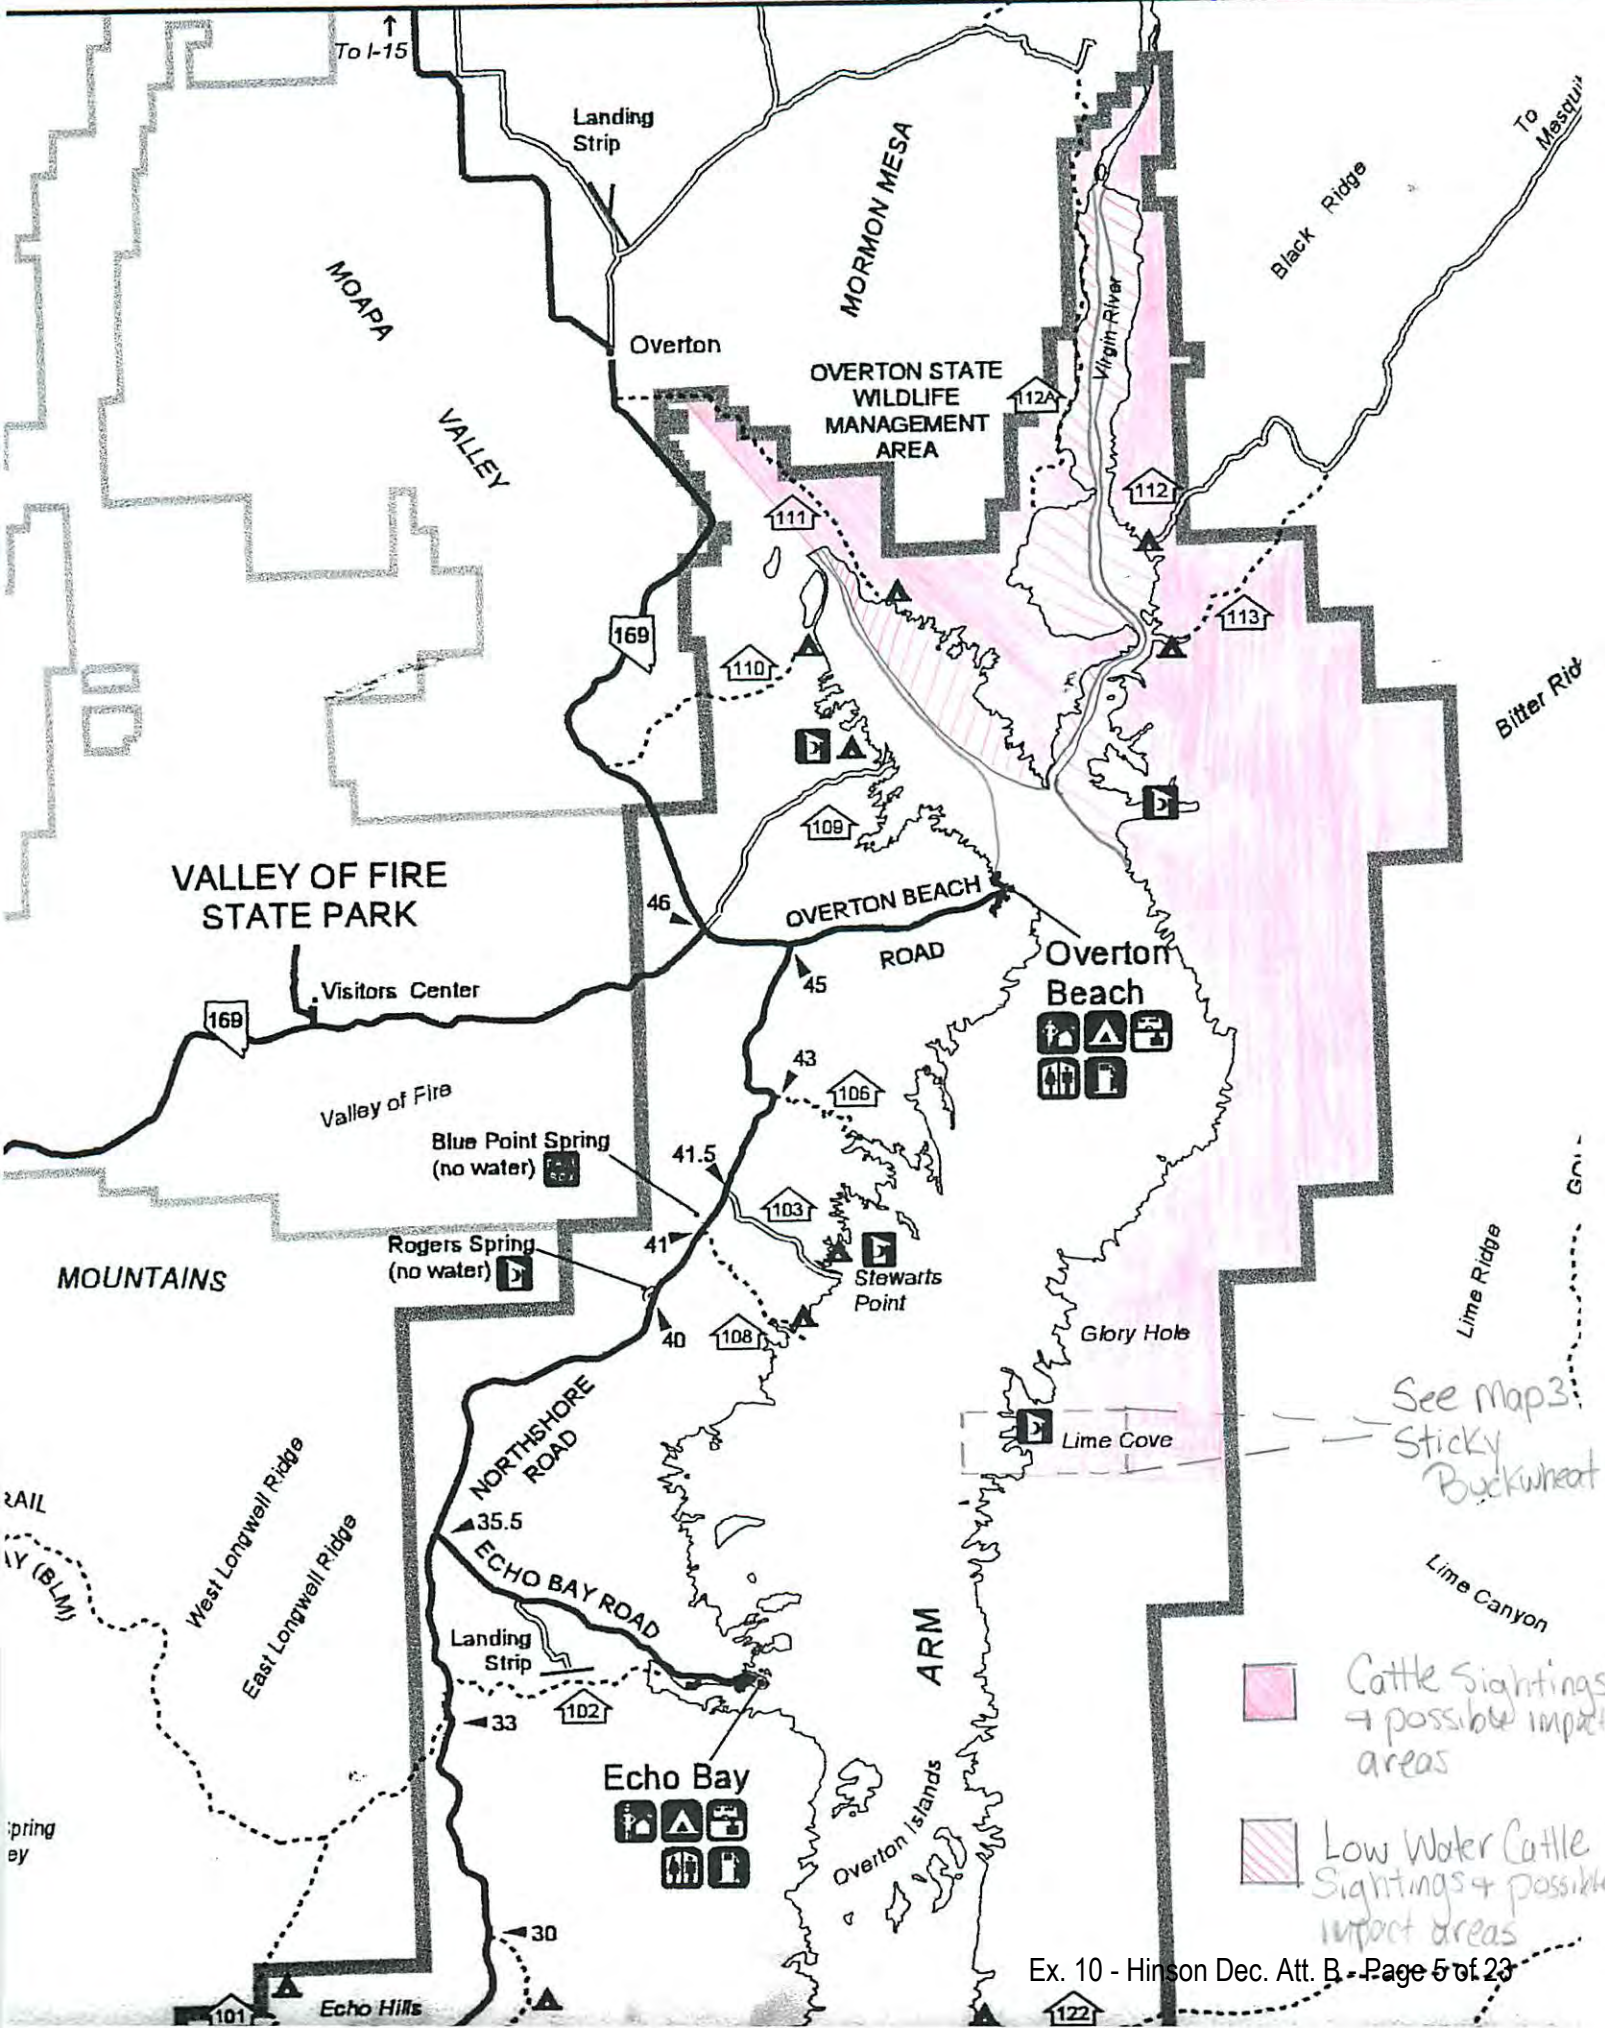 To I-15
Landing
Strip
MORMON MESA
To
Black Ridge
MOAPA
VALLEY
Overton
Virgin River
OVERTON STATE
WILDLIFE
MANAGEMENT
AREA
112A
112
111
113
169
110
109
VALLEY OF FIRE
STATE PARK
46
OVERTON BEACH
ROAD
45
Overton
Beach
Visitors Center
169
Valley of Fire
43
106
Blue Point Spring
(no water)
41.5
103
41
Rogers Spring
(no water)
Stewarts
Point
MOUNTAINS
40
108
Glory Hole
Lime Ridge
See Map 3
Sticky
Buckwheat
Lime Cove
NORTHSHORE
ROAD
West Longwell Ridge
East Longwell Ridge
35.5
ECHO BAY ROAD
(BLM)
Lime Canyon
Landing
Strip
102
33
ARM
Cattle Sightings
+ possible impact
areas
Echo Bay
Overton Islands
Low Water Cattle
Sightings + possible
impact areas
30
Ex. 10 - Hinson Dec. Att. B - Page 5 of 23
101
Echo Hills
122